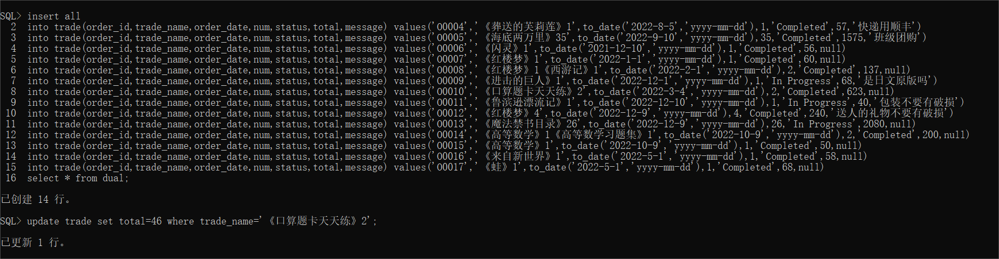 SQL> insert all
  2  into trade(order_id,trade_name,order_date,num,status,total,message) values('00004','《葬送的芙莉莲》1',to_date('2022-8-5','yyyy-mm-dd'),1,'Completed',57,'快递用顺丰')
  3  into trade(order_id,trade_name,order_date,num,status,total,message) values('00005','《海底两万里》35',to_date('2022-9-10','yyyy-mm-dd'),35,'Completed',1575,'班级团购')
  4  into trade(order_id,trade_name,order_date,num,status,total,message) values('00006','《闪灵》1',to_date('2021-12-10','yyyy-mm-dd'),1,'Completed',56,null)
  5  into trade(order_id,trade_name,order_date,num,status,total,message) values('00007','《红楼梦》1',to_date('2022-1-1','yyyy-mm-dd'),1,'Completed',60,null)
  6  into trade(order_id,trade_name,order_date,num,status,total,message) values('00008','《红楼梦》1《西游记》1',to_date('2022-2-1','yyyy-mm-dd'),2,'Completed',137,null)
  7  into trade(order_id,trade_name,order_date,num,status,total,message) values('00009','《进击的巨人》1',to_date('2022-12-1','yyyy-mm-dd'),1,'In Progress',68,'是日文原版吗')
  8  into trade(order_id,trade_name,order_date,num,status,total,message) values('00010','《口算题卡天天练》2',to_date('2022-3-4','yyyy-mm-dd'),2,'Completed',623,null)
  9  into trade(order_id,trade_name,order_date,num,status,total,message) values('00011','《鲁滨逊漂流记》1',to_date('2022-12-10','yyyy-mm-dd'),1,'In Progress',40,'包装不要有破损')
 10  into trade(order_id,trade_name,order_date,num,status,total,message) values('00012','《红楼梦》4',to_date('2022-12-9','yyyy-mm-dd'),4,'Completed',240,'送人的礼物不要有破损')
 11  into trade(order_id,trade_name,order_date,num,status,total,message) values('00013','《魔法禁书目录》26',to_date('2022-12-9','yyyy-mm-dd'),26,'In Progress',2080,null)
 12  into trade(order_id,trade_name,order_date,num,status,total,message) values('00014','《高等数学》1《高等数学习题集》1',to_date('2022-10-9','yyyy-mm-dd'),2,'Completed',200,null)
 13  into trade(order_id,trade_name,order_date,num,status,total,message) values('00015','《高等数学》1',to_date('2022-10-9','yyyy-mm-dd'),1,'Completed',50,null)
 14  into trade(order_id,trade_name,order_date,num,status,total,message) values('00016','《来自新世界》1',to_date('2022-5-1','yyyy-mm-dd'),1,'Completed',58,null)
 15  into trade(order_id,trade_name,order_date,num,status,total,message) values('00017','《蛙》1',to_date('2022-5-1','yyyy-mm-dd'),1,'Completed',68,null)
 16  select * from dual;
已创建 14 行。
SQL> update trade set total=46 where trade_name='《口算题卡天天练》2';
已更新 1 行。